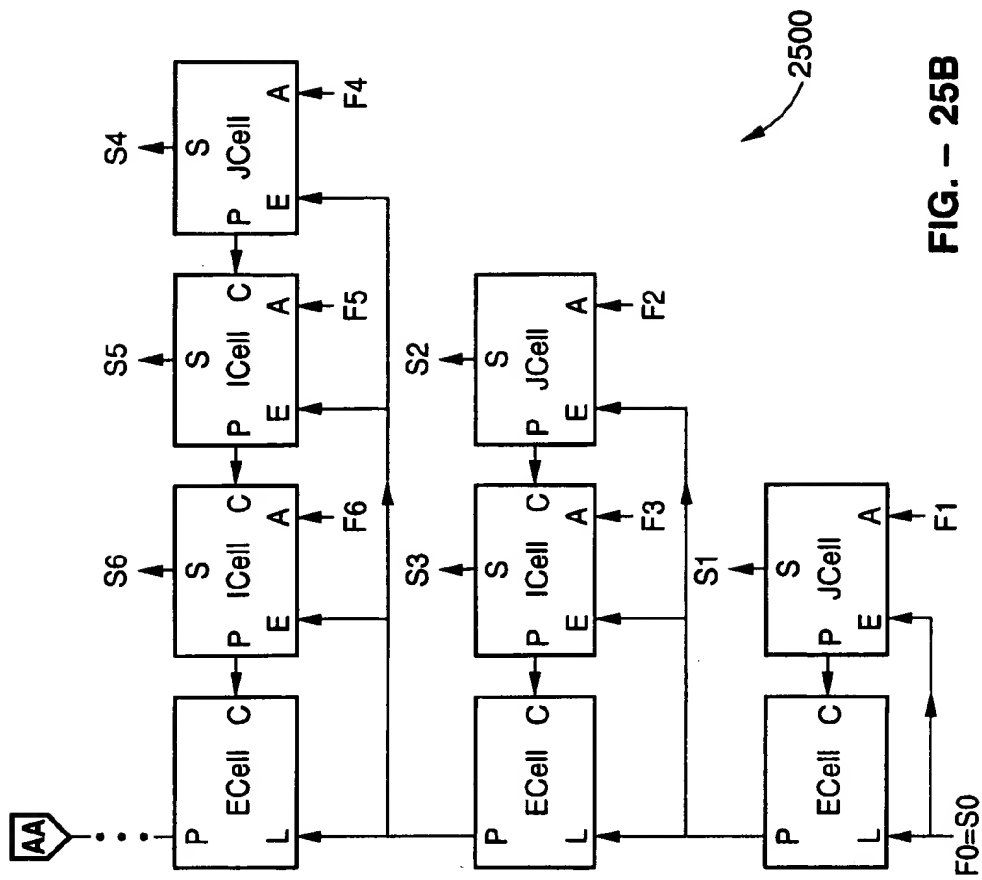 AA
S6 S5 S4
P ECell C L
S P ICell C E A
S P ICell C E A
S P JCell E A
F6 F5 F4
S3 S2
P ECell C L
S P ICell C E A
S P JCell E A
F3 F2
S1
P ECell C L
S P JCell E A
F0=S0
F1
2500
FIG. – 25B